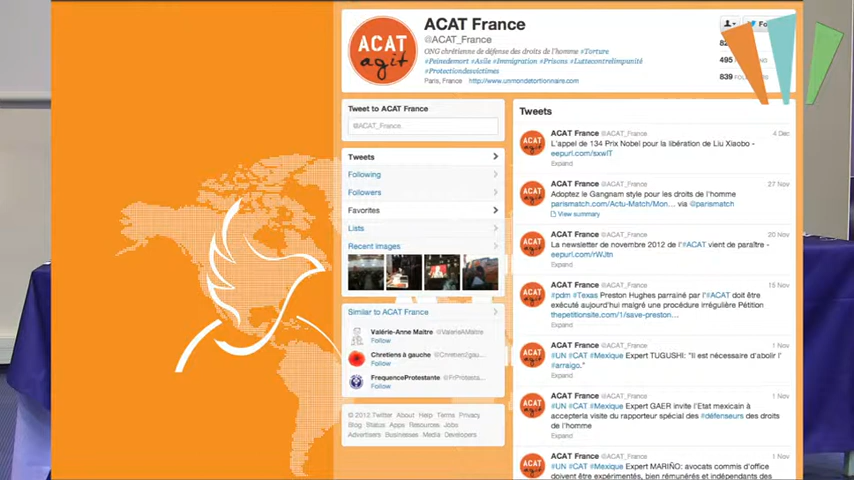 ACAT
agit
ACAT France
@ACAT_France
ONG chrétienne de défense des droits de l'homme #Torture
#Peinedemort #Asile #Immigration #Prisons #Luttecontrelimpunité
#Protectiondesvictimes
Paris, France http://www.unmondetortionnaire.com
495
839
Tweet to ACAT France
@ACAT_France
Tweets
Following
Followers
Favorites
Lists
Recent images
Similar to ACAT France
Valérie-Anne Maître @ValerieAMaitre
Follow
Chretiens à gauche @Chretien2gau...
Follow
FrequenceProtestante @FrProtesta...
Follow
© 2012 Twitter About Help Terms Privacy
Blog Status Apps Resources Jobs
Advertisers Businesses Media Developers
Tweets
ACAT France @ACAT_France 4 Dec
L'appel de 134 Prix Nobel pour la libération de Liu Xiaobo -
eepurl.com/sxwIT
Expand
ACAT France @ACAT_France 27 Nov
Adoptez le Gangnam style pour les droits de l'homme
parismatch.com/Actu-Match/Mon... via @parismatch
View summary
ACAT France @ACAT_France 20 Nov
La newsletter de novembre 2012 de l'#ACAT vient de paraître -
eepurl.com/rWJtn
Expand
ACAT France @ACAT_France 15 Nov
#pdm #Texas Preston Hughes parrainé par l'#ACAT doit être
exécuté aujourd'hui malgré une procédure irrégulière Pétition
thepetitionsite.com/1/save-preston...
Expand
ACAT France @ACAT_France 1 Nov
#UN #CAT #Mexique Expert TUGUSHI: "Il est nécessaire d'abolir l'
#arraigo."
Expand
ACAT France @ACAT_France 1 Nov
#UN #CAT #Mexique Expert GAER invite l'Etat mexicain à
accepterla visite du rapporteur spécial des #défenseurs des droits
de l'homme
Expand
ACAT France @ACAT_France 1 Nov
#UN #CAT #Mexique Expert MARIÑO: avocats commis d'office
doivent être expérimentés, bien rémunérés et indépendants des